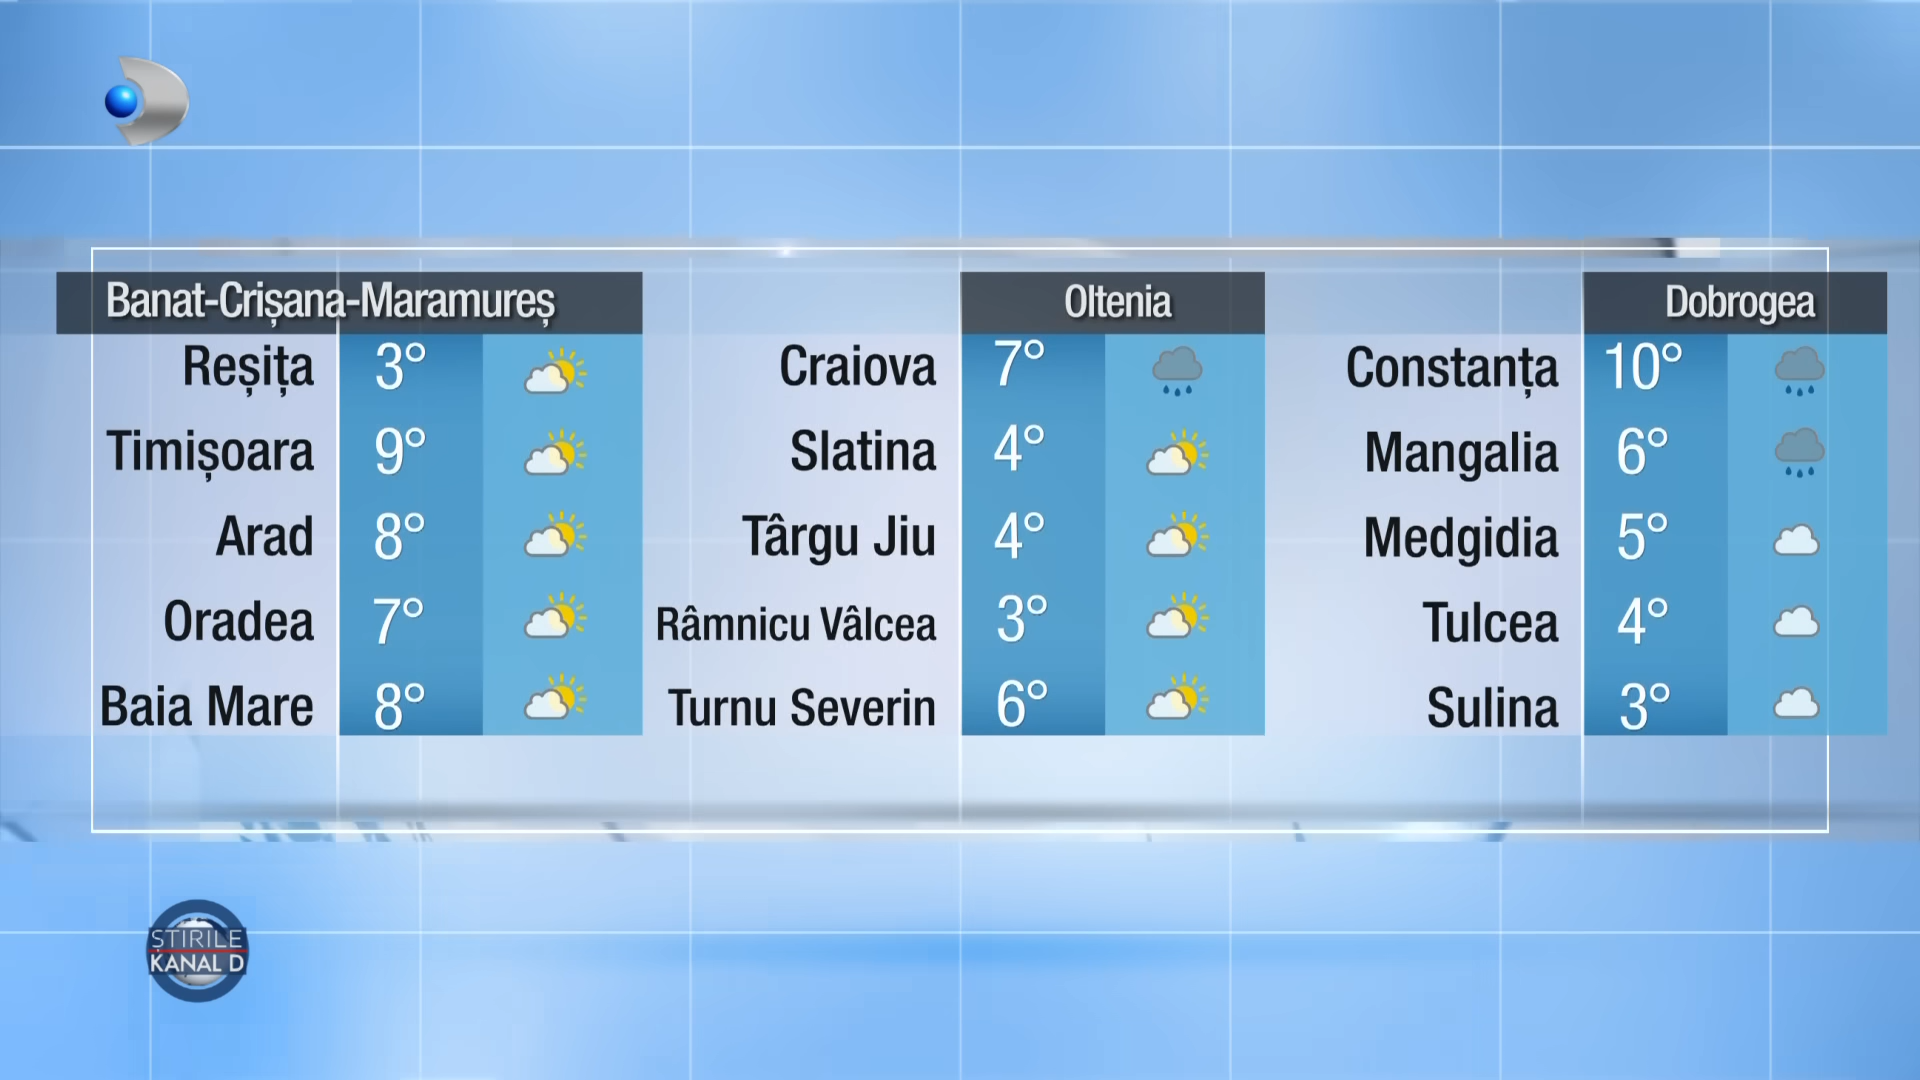 Banat-Crișana-Maramureș
Reșița 3°
Timișoara 9°
Arad 8°
Oradea 7°
Baia Mare 8°
Oltenia
Craiova 7°
Slatina 4°
Târgu Jiu 4°
Râmnicu Vâlcea 3°
Turnu Severin 6°
Dobrogea
Constanța 10°
Mangalia 6°
Medgidia 5°
Tulcea 4°
Sulina 3°
ȘTIRILE
KANAL D